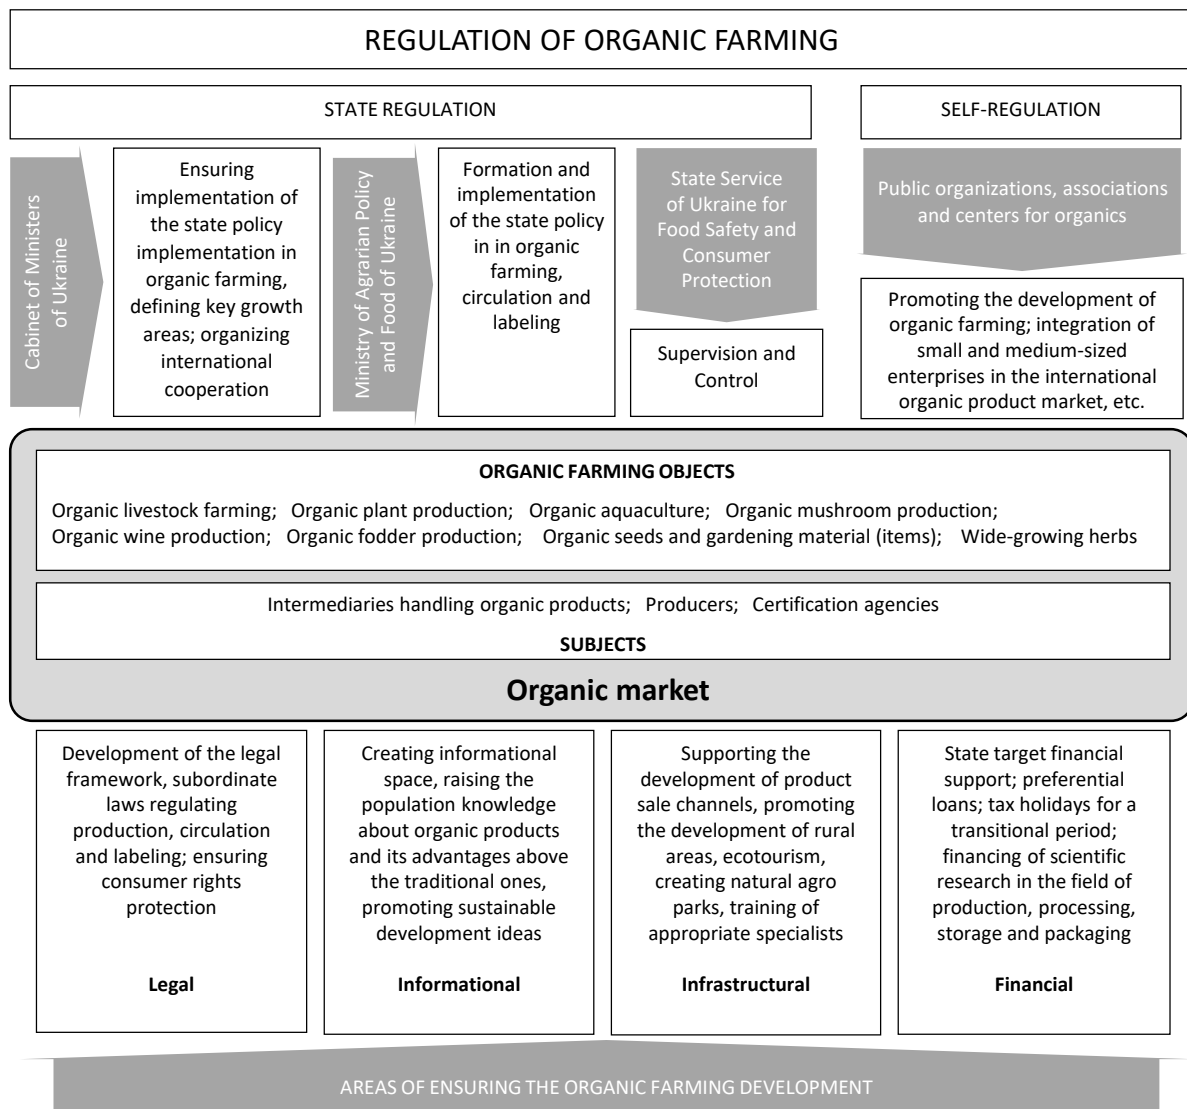 REGULATION OF ORGANIC FARMING
STATE REGULATION
Cabinet of Ministers
of Ukraine
Ensuring
implementation of
the state policy
implementation in
organic farming,
defining key growth
areas; organizing
international
cooperation
Ministry of Agrarian Policy
and Food of Ukraine
Formation and
implementation
of the state policy
in in organic
farming,
circulation and
labeling
State Service
of Ukraine for
Food Safety and
Consumer
Protection
Supervision and
Control
SELF-REGULATION
Public organizations, associations
and centers for organics
Promoting the development of
organic farming; integration of
small and medium-sized
enterprises in the international
organic product market, etc.
ORGANIC FARMING OBJECTS
Organic livestock farming; Organic plant production; Organic aquaculture; Organic mushroom production;
Organic wine production; Organic fodder production; Organic seeds and gardening material (items); Wide-growing herbs
Intermediaries handling organic products; Producers; Certification agencies
SUBJECTS
Organic market
Development of the legal
framework, subordinate
laws regulating
production, circulation
and labeling; ensuring
consumer rights
protection
Legal
Creating informational
space, raising the
population knowledge
about organic products
and its advantages above
the traditional ones,
promoting sustainable
development ideas
Informational
Supporting the
development of product
sale channels, promoting
the development of rural
areas, ecotourism,
creating natural agro
parks, training of
appropriate specialists
Infrastructural
State target financial
support; preferential
loans; tax holidays for a
transitional period;
financing of scientific
research in the field of
production, processing,
storage and packaging
Financial
AREAS OF ENSURING THE ORGANIC FARMING DEVELOPMENT